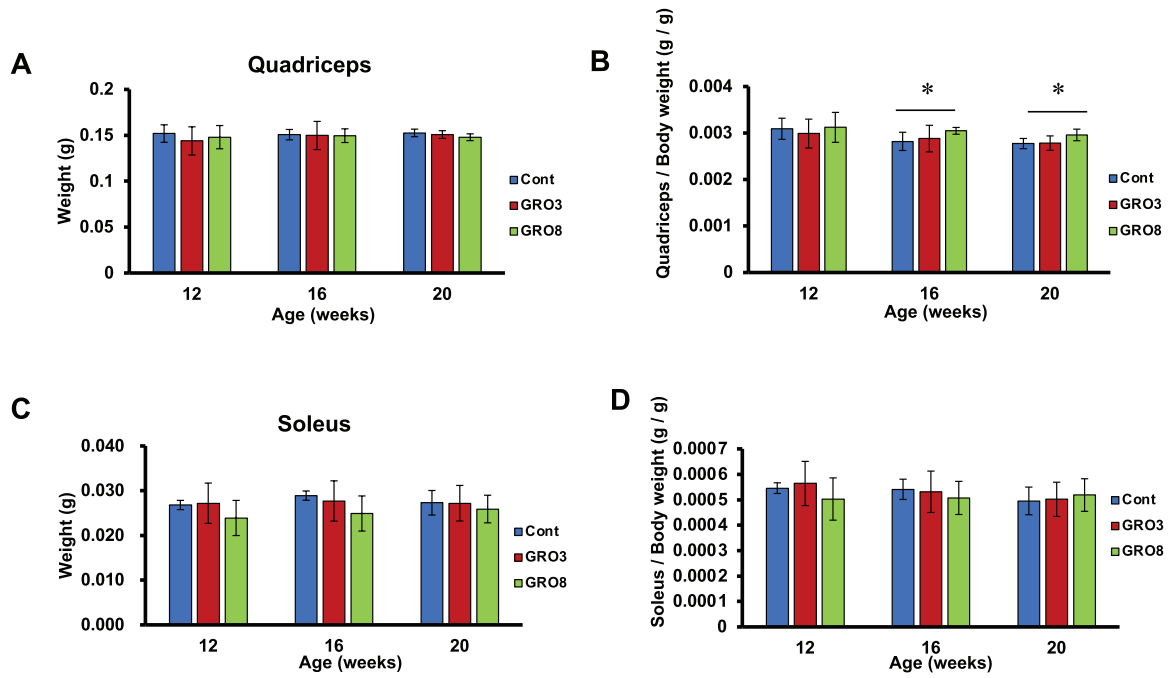 A
Quadriceps
Weight (g)
0.2
0.15
0.1
0.05
0
12
16
20
Age (weeks)
Cont
GRO3
GRO8
B
Quadriceps / Body weight (g / g)
0.004
0.003
0.002
0.001
0
*
*
12
16
20
Age (weeks)
Cont
GRO3
GRO8
C
Soleus
Weight (g)
0.040
0.030
0.020
0.010
0.000
12
16
20
Age (weeks)
Cont
GRO3
GRO8
D
Soleus / Body weight (g / g)
0.0007
0.0006
0.0005
0.0004
0.0003
0.0002
0.0001
0
12
16
20
Age (weeks)
Cont
GRO3
GRO8